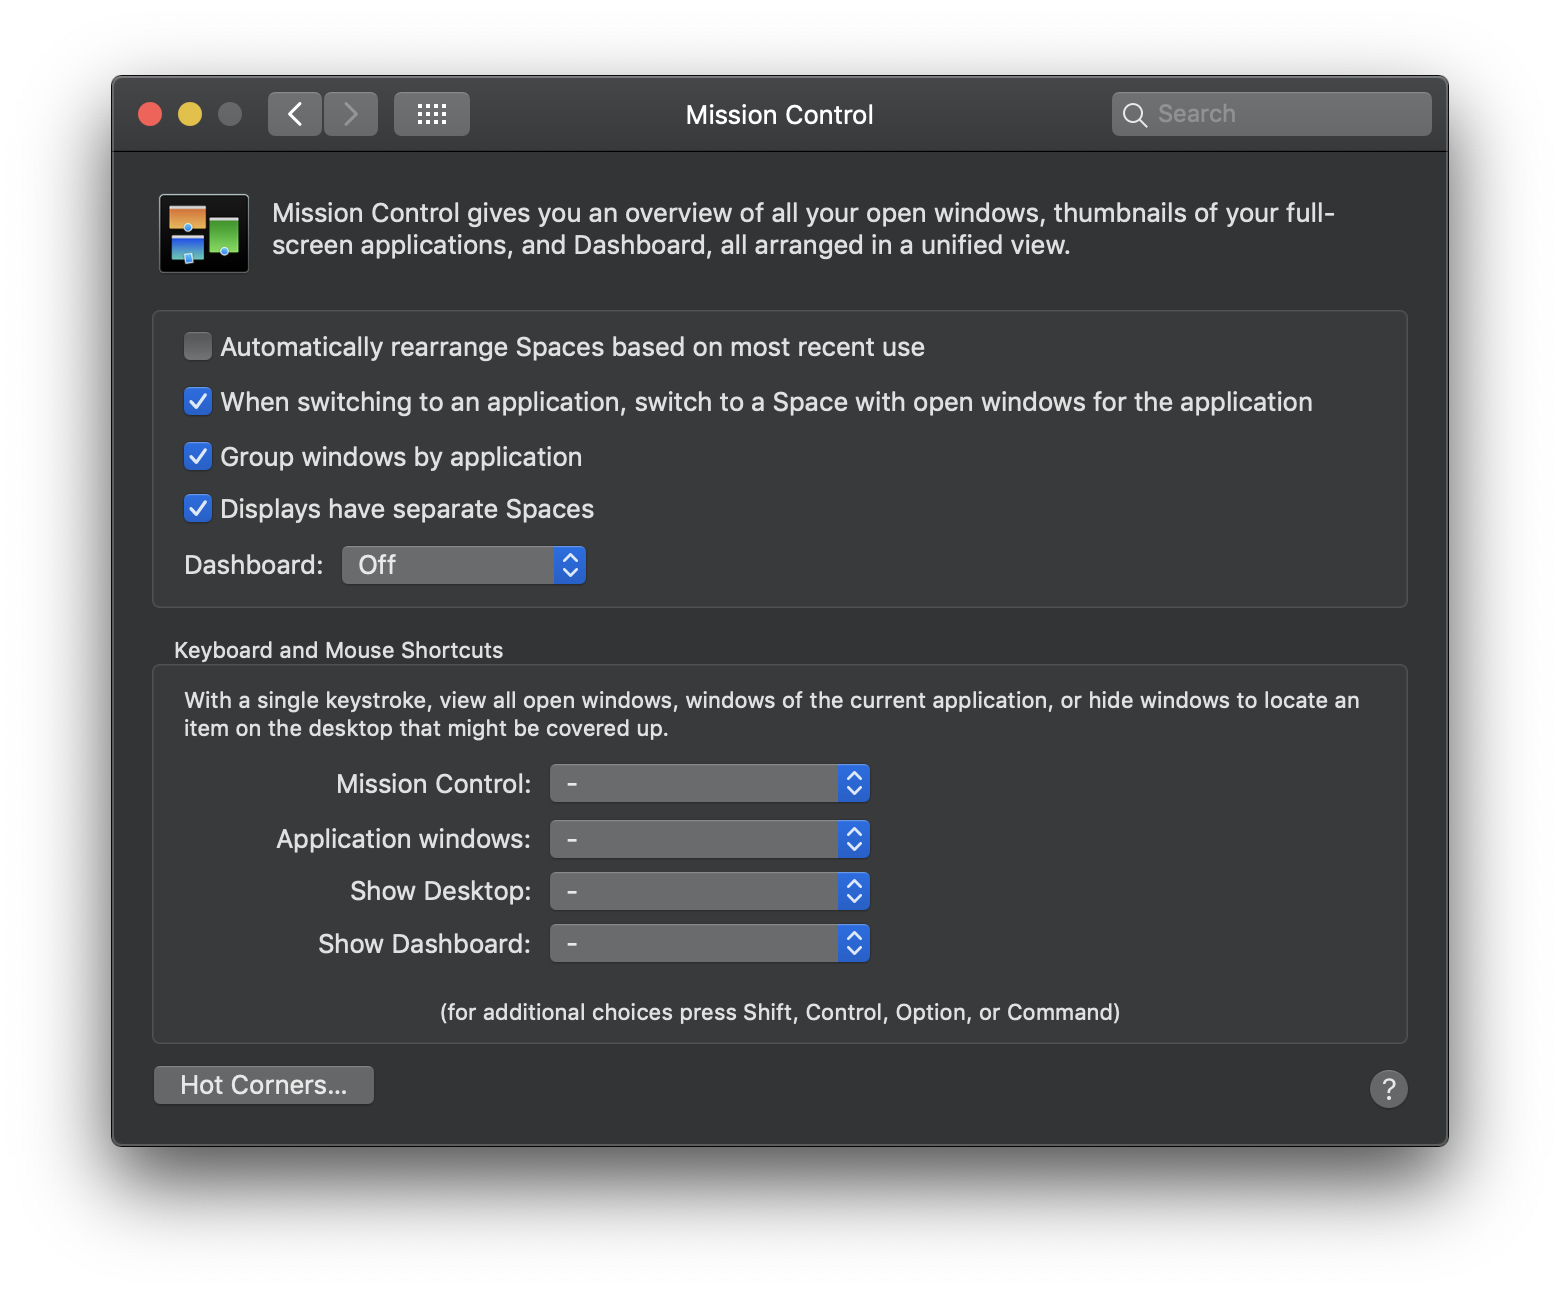 Mission Control
Search
Mission Control gives you an overview of all your open windows, thumbnails of your full-
screen applications, and Dashboard, all arranged in a unified view.
Automatically rearrange Spaces based on most recent use
When switching to an application, switch to a Space with open windows for the application
Group windows by application
Displays have separate Spaces
Dashboard: Off
Keyboard and Mouse Shortcuts
With a single keystroke, view all open windows, windows of the current application, or hide windows to locate an
item on the desktop that might be covered up.
Mission Control: -
Application windows: -
Show Desktop: -
Show Dashboard: -
(for additional choices press Shift, Control, Option, or Command)
Hot Corners...
?